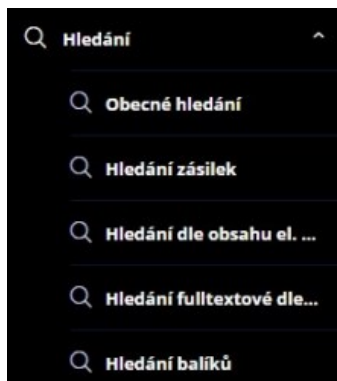 Hledání
Obecné hledání
Hledání zásilek
Hledání dle obsahu el. ...
Hledání fulltextové dle...
Hledání balíků